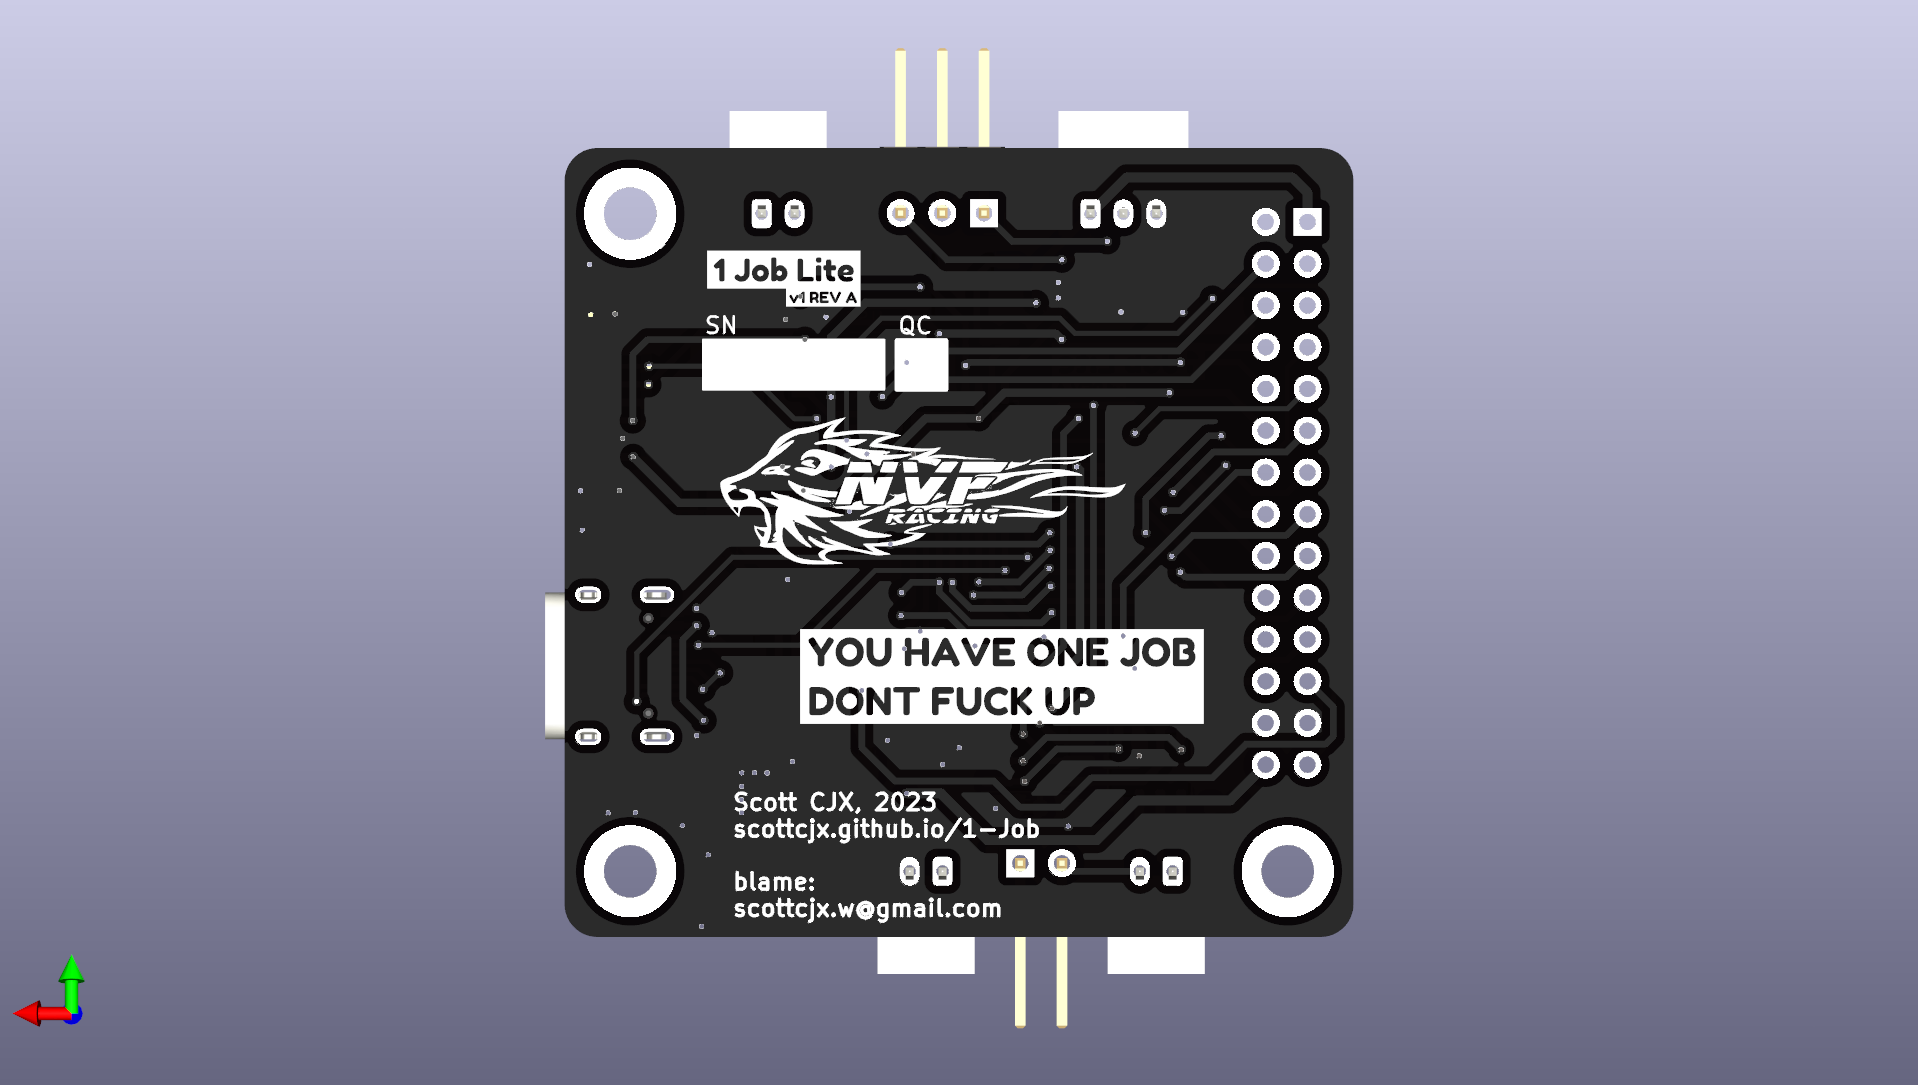 1 Job Lite
v1 REV A
SN
QC
NVF
RACING
YOU HAVE ONE JOB
DONT FUCK UP
Scott CJX, 2023
scottcjx.github.io/1-Job
blame:
scottcjx.w@gmail.com